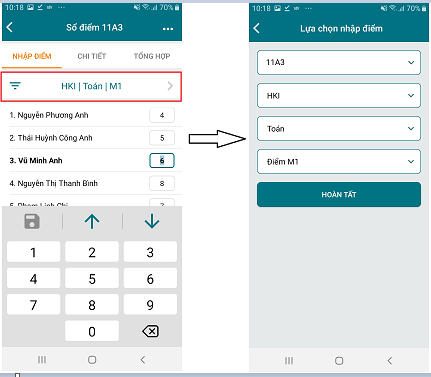 10:18 70%
Sổ điểm 11A3
NHẬP ĐIỂM CHI TIẾT TỔNG HỢP
HKI | Toán | M1
1. Nguyễn Phương Anh 4
2. Thái Huỳnh Công Anh 5
3. Vũ Minh Anh 6
4. Nguyễn Thị Thanh Bình 8
5. Phạm Linh Chi 7
1 2 3
4 5 6
7 8 9
0
10:18 70%
Lựa chọn nhập điểm
11A3
HKI
Toán
Điểm M1
HOÀN TẤT